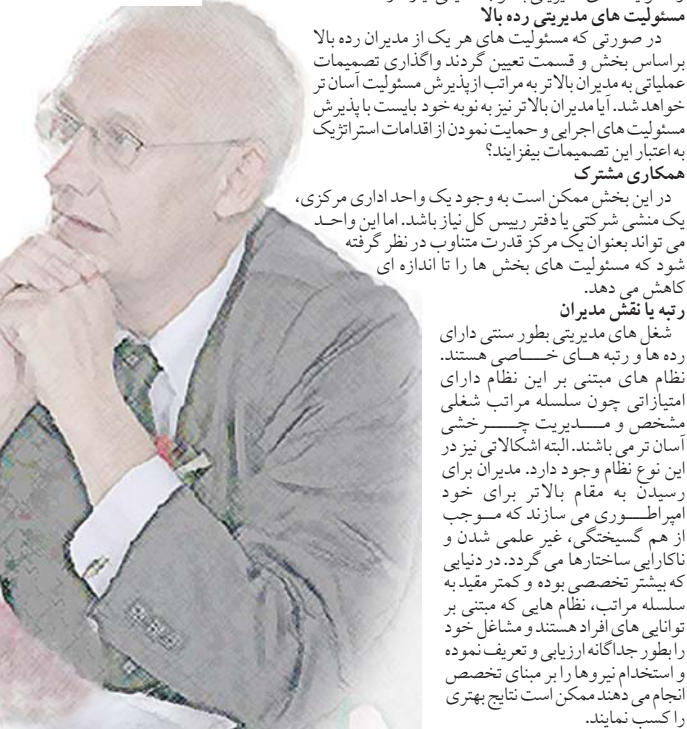 مسئولیت های مدیریتی رده بالا
در صورتی که مسئولیت های هر یک از مدیران رده بالا
براساس بخش و قسمت تعیین گردند واگذاری تصمیمات
عملیاتی به مدیران بالاتر به مراتب ازپذیرش مسئولیت آسان تر
خواهد شد. آیا مدیران بالاتر نیز به نوبه خود بایست با پذیرش
مسئولیت های اجرایی و حمایت نمودن از اقدامات استراتژیک
به اعتبار این تصمیمات بیفزایند؟
همکاری مشترک
در این بخش ممکن است به وجود یک واحد اداری مرکزی،
یک منشی شرکتی یا دفتر رییس کل نیاز باشد. اما این واحـد
می تواند بعنوان یک مرکز قدرت متناوب در نظر گرفته
شود که مسئولیت های بخش ها را تا اندازه ای
کاهش می دهد.
رتبه یا نقش مدیران
شغل های مدیریتی بطور سنتی دارای
رده ها و رتبه هــای خــــاصی هستند.
نظام های مبتنی بر این نظام دارای
امتیازاتی چون سلسله مراتب شغلی
مشخص و مــــدیریت چــــرخشی
آسان تر می باشند. البته اشکالاتی نیز در
این نوع نظام وجود دارد. مدیران برای
رسیدن به مقام بالاتر برای خود
امپراطــــوری می سازند که مــوجب
از هم گسیختگی، غیر علمی شدن و
ناکارایی ساختارها می گردد. در دنیایی
که بیشتر تخصصی بوده و کمتر مقید به
سلسله مراتب، نظام هایی که مبتنی بر
توانایی های افراد هستند و مشاغل خود
را بطور جداگانه ارزیابی و تعریف نموده
و استخدام نیروها را بر مبنای تخصص
انجام می دهند ممکن است نتایج بهتری
را کسب نمایند.